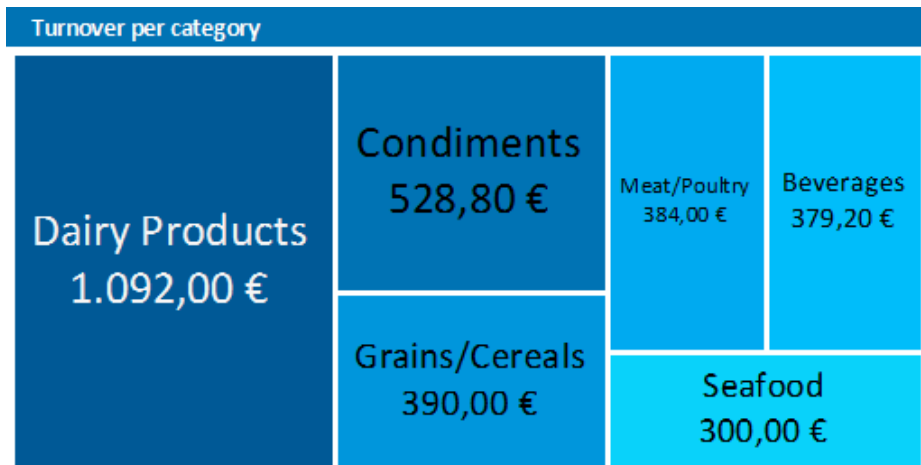 Turnover per category
Dairy Products
1.092,00 €
Condiments
528,80 €
Grains/Cereals
390,00 €
Meat/Poultry
384,00 €
Beverages
379,20 €
Seafood
300,00 €